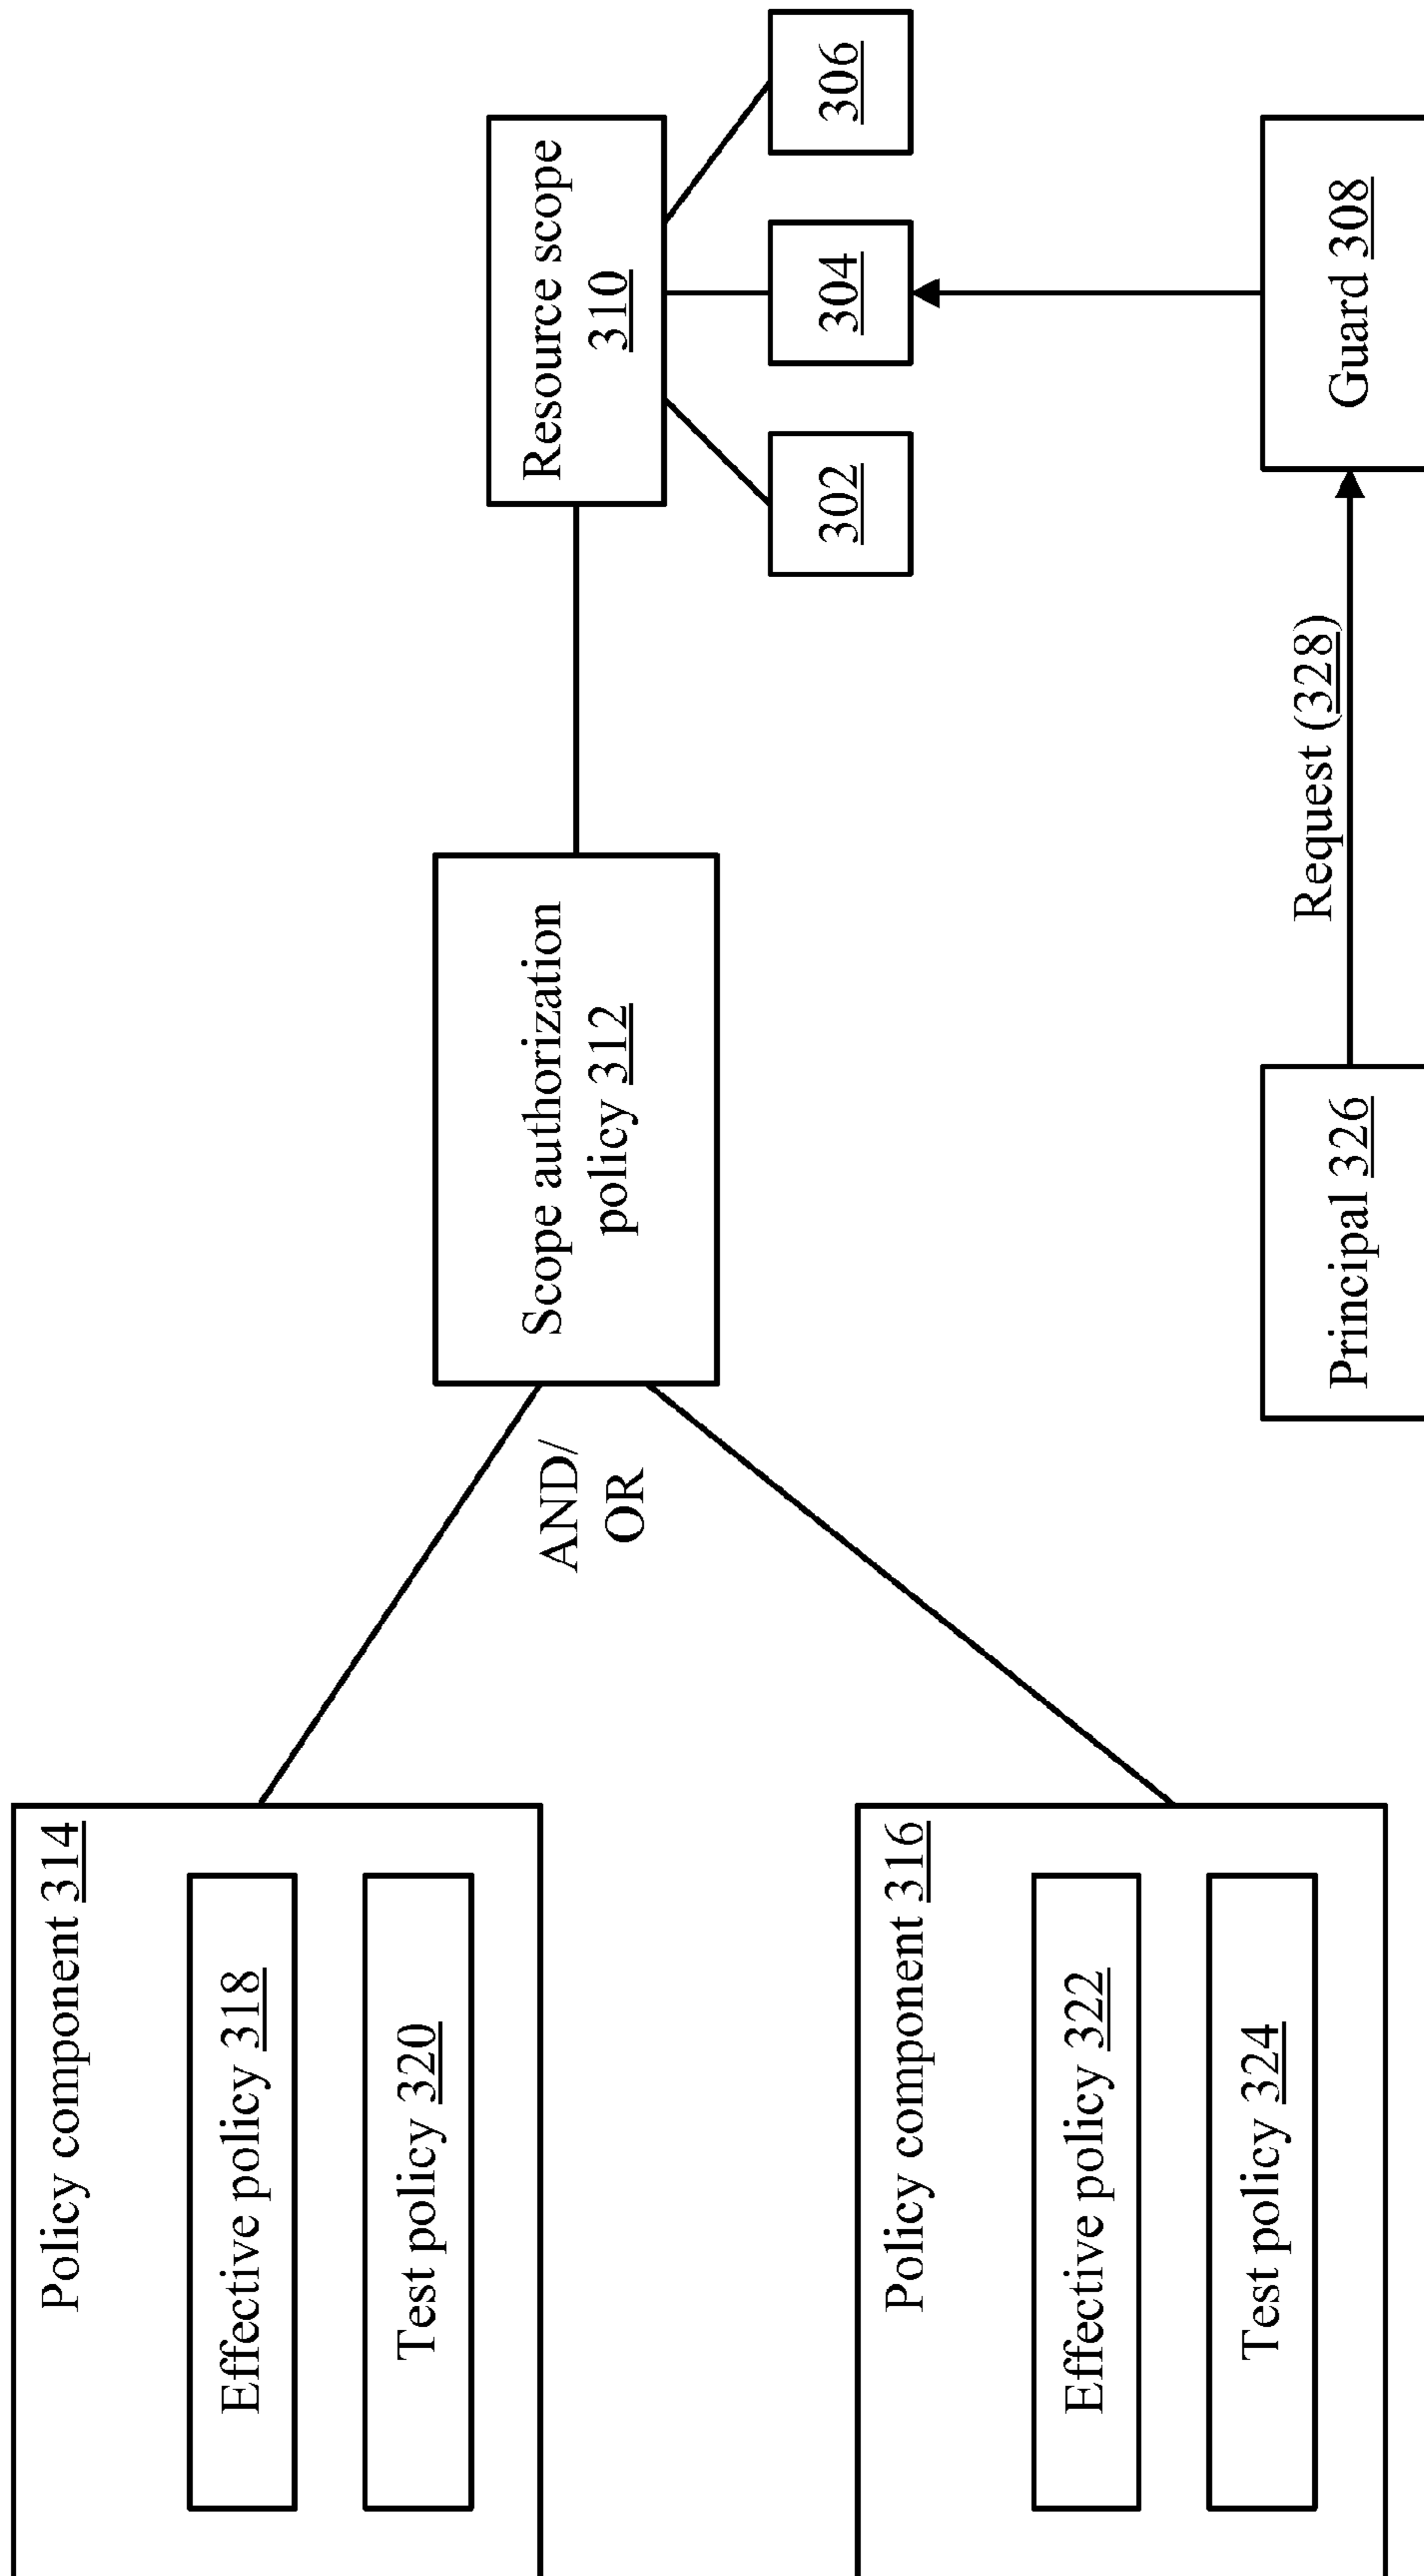 Policy component 314
Effective policy 318
Test policy 320
Policy component 316
Effective policy 322
Test policy 324
AND/
OR
Scope authorization
policy 312
Resource scope
310
302
304
306
Principal 326
Request (328)
Guard 308